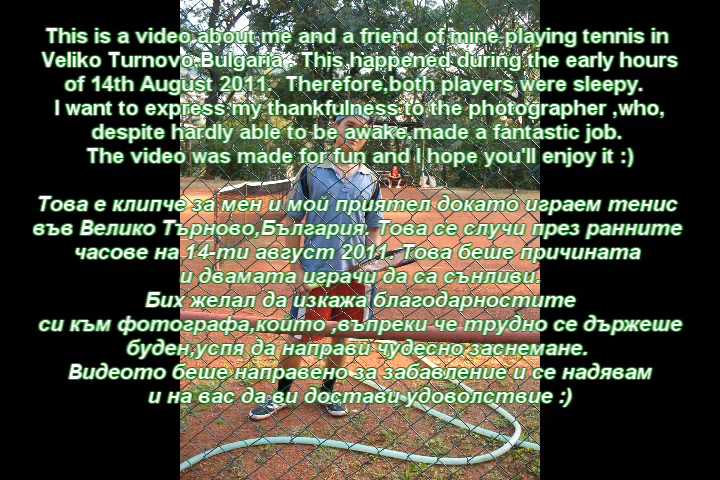 This is a video,about me and a friend of mine playing tennis in
Veliko Turnovo,Bulgaria . This happened during the early hours
of 14th August 2011.  Therefore,both players were sleepy.
I want to express my thankfulness to the photographer ,who,
despite hardly able to be awake,made a fantastic job.
The video was made for fun and I hope you'll enjoy it :)
Това е клипче за мен и мой приятел докато играем тенис
във Велико Търново,България. Това се случи през ранните
часове на 14-ти август 2011. Това беше причината
и двамата играчи да са сънливи.
Бих желал да изкажа благодарностите
си към фотографа,който ,въпреки че трудно се държеше
буден,успя да направи чудесно заснемане.
Видеото беше направено за забавление и се надявам
и на вас да ви достави удоволствие :)